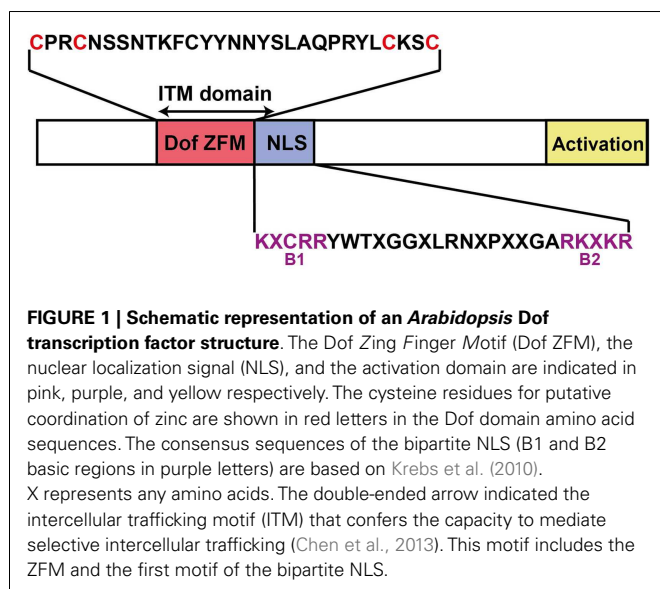 CPRCNSSNTKFCYYNNYSLAQPRYLCKSC
ITM domain
Dof ZFM NLS Activation
KXCRRYWTXGGXLRNXPXXGARKXKR
B1 B2
FIGURE 1 | Schematic representation of an Arabidopsis Dof
transcription factor structure. The Dof Zing Finger Motif (Dof ZFM), the
nuclear localization signal (NLS), and the activation domain are indicated in
pink, purple, and yellow respectively. The cysteine residues for putative
coordination of zinc are shown in red letters in the Dof domain amino acid
sequences. The consensus sequences of the bipartite NLS (B1 and B2
basic regions in purple letters) are based on Krebs et al. (2010).
X represents any amino acids. The double-ended arrow indicated the
intercellular trafficking motif (ITM) that confers the capacity to mediate
selective intercellular trafficking (Chen et al., 2013). This motif includes the
ZFM and the first motif of the bipartite NLS.